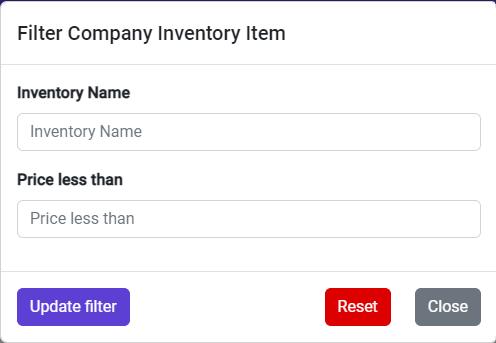 Filter Company Inventory Item
Inventory Name
Inventory Name
Price less than
Price less than
Update filter Reset Close